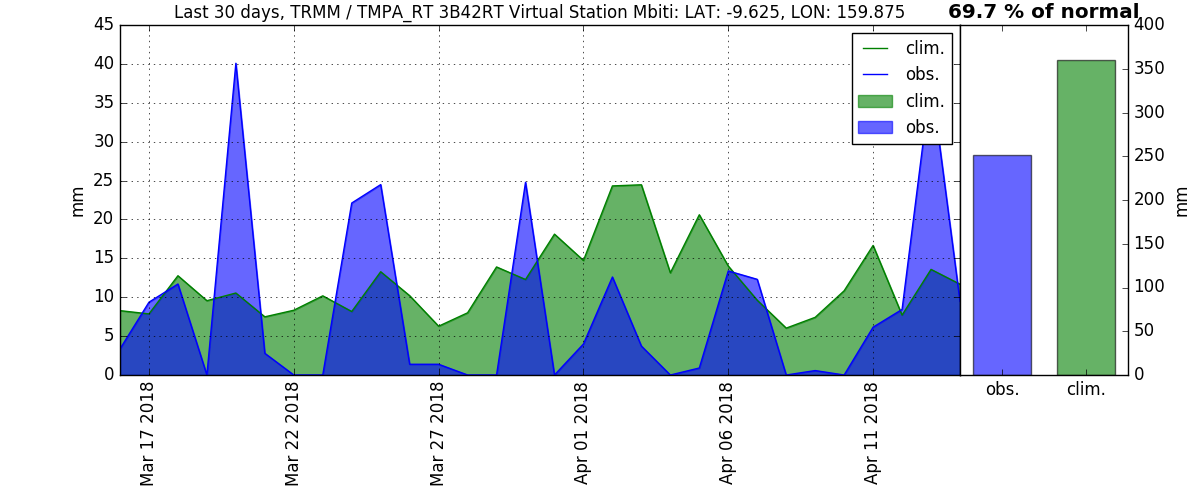 Last 30 days, TRMM / TMPA_RT 3B42RT Virtual Station Mbiti: LAT: -9.625, LON: 159.875
69.7 % of normal
45
40
35
30
25
20
15
10
5
0
mm
clim.
obs.
clim.
obs.
Mar 17 2018
Mar 22 2018
Mar 27 2018
Apr 01 2018
Apr 06 2018
Apr 11 2018
400
350
300
250
200
150
100
50
0
mm
obs.
clim.